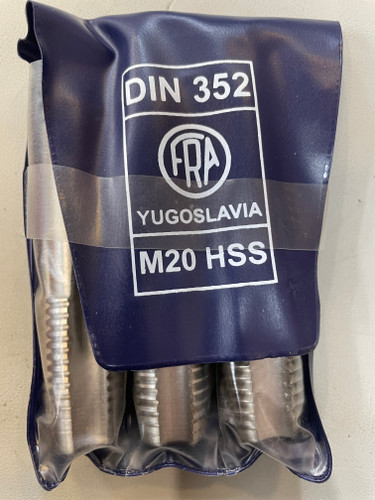 DIN 352
FRA
YUGOSLAVIA
M20 HSS